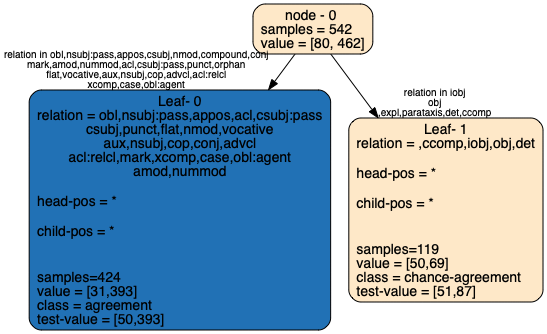 node - 0
samples = 542
value = [80, 462]
relation in obl,nsubj:pass,appos,csubj,nmod,compound,conj
mark,amod,nummod,acl,csubj:pass,punct,orphan
flat,vocative,aux,nsubj,cop,advcl,acl:relcl
xcomp,case,obl:agent
relation in iobj
obj
,expl,parataxis,det,ccomp
Leaf- 0
relation = obl,nsubj:pass,appos,acl,csubj:pass
csubj,punct,flat,nmod,vocative
aux,nsubj,cop,conj,advcl
acl:relcl,mark,xcomp,case,obl:agent
amod,nummod
head-pos = *
child-pos = *
samples=424
value = [31,393]
class = agreement
test-value = [50,393]
Leaf- 1
relation = ,ccomp,iobj,obj,det
head-pos = *
child-pos = *
samples=119
value = [50,69]
class = chance-agreement
test-value = [51,87]